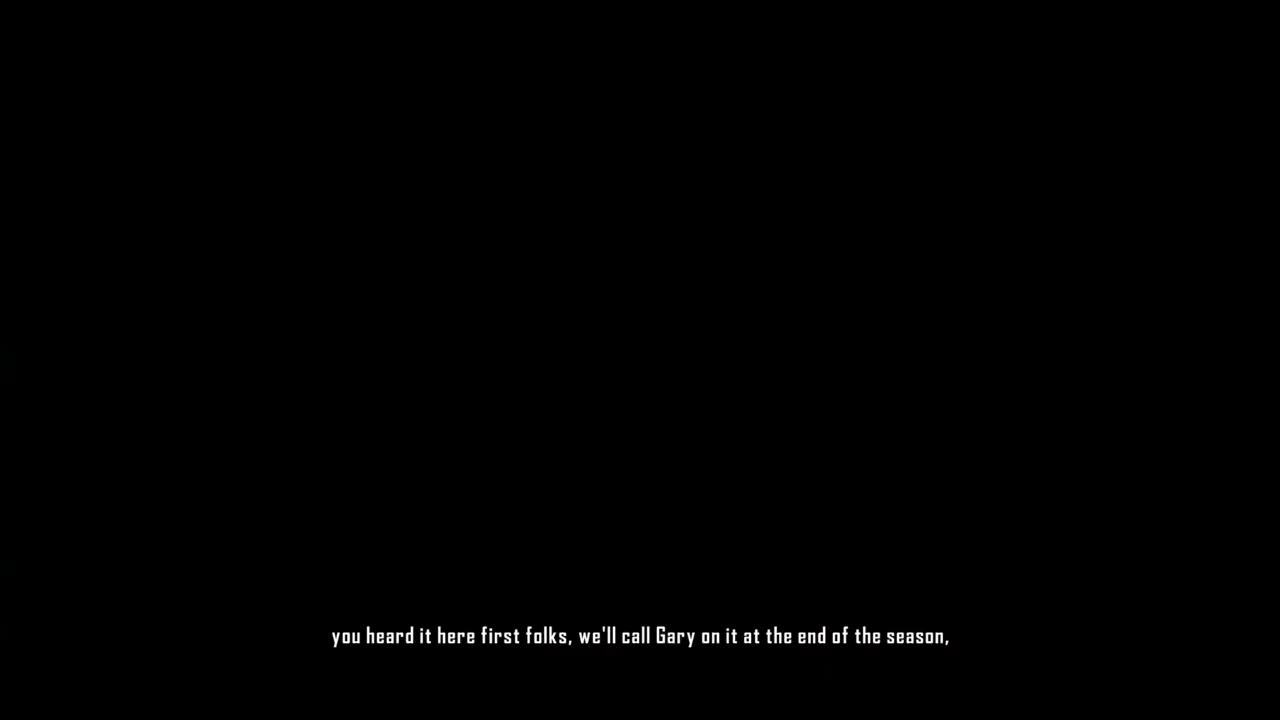 you heard it here first folks, we'll call Gary on it at the end of the season,